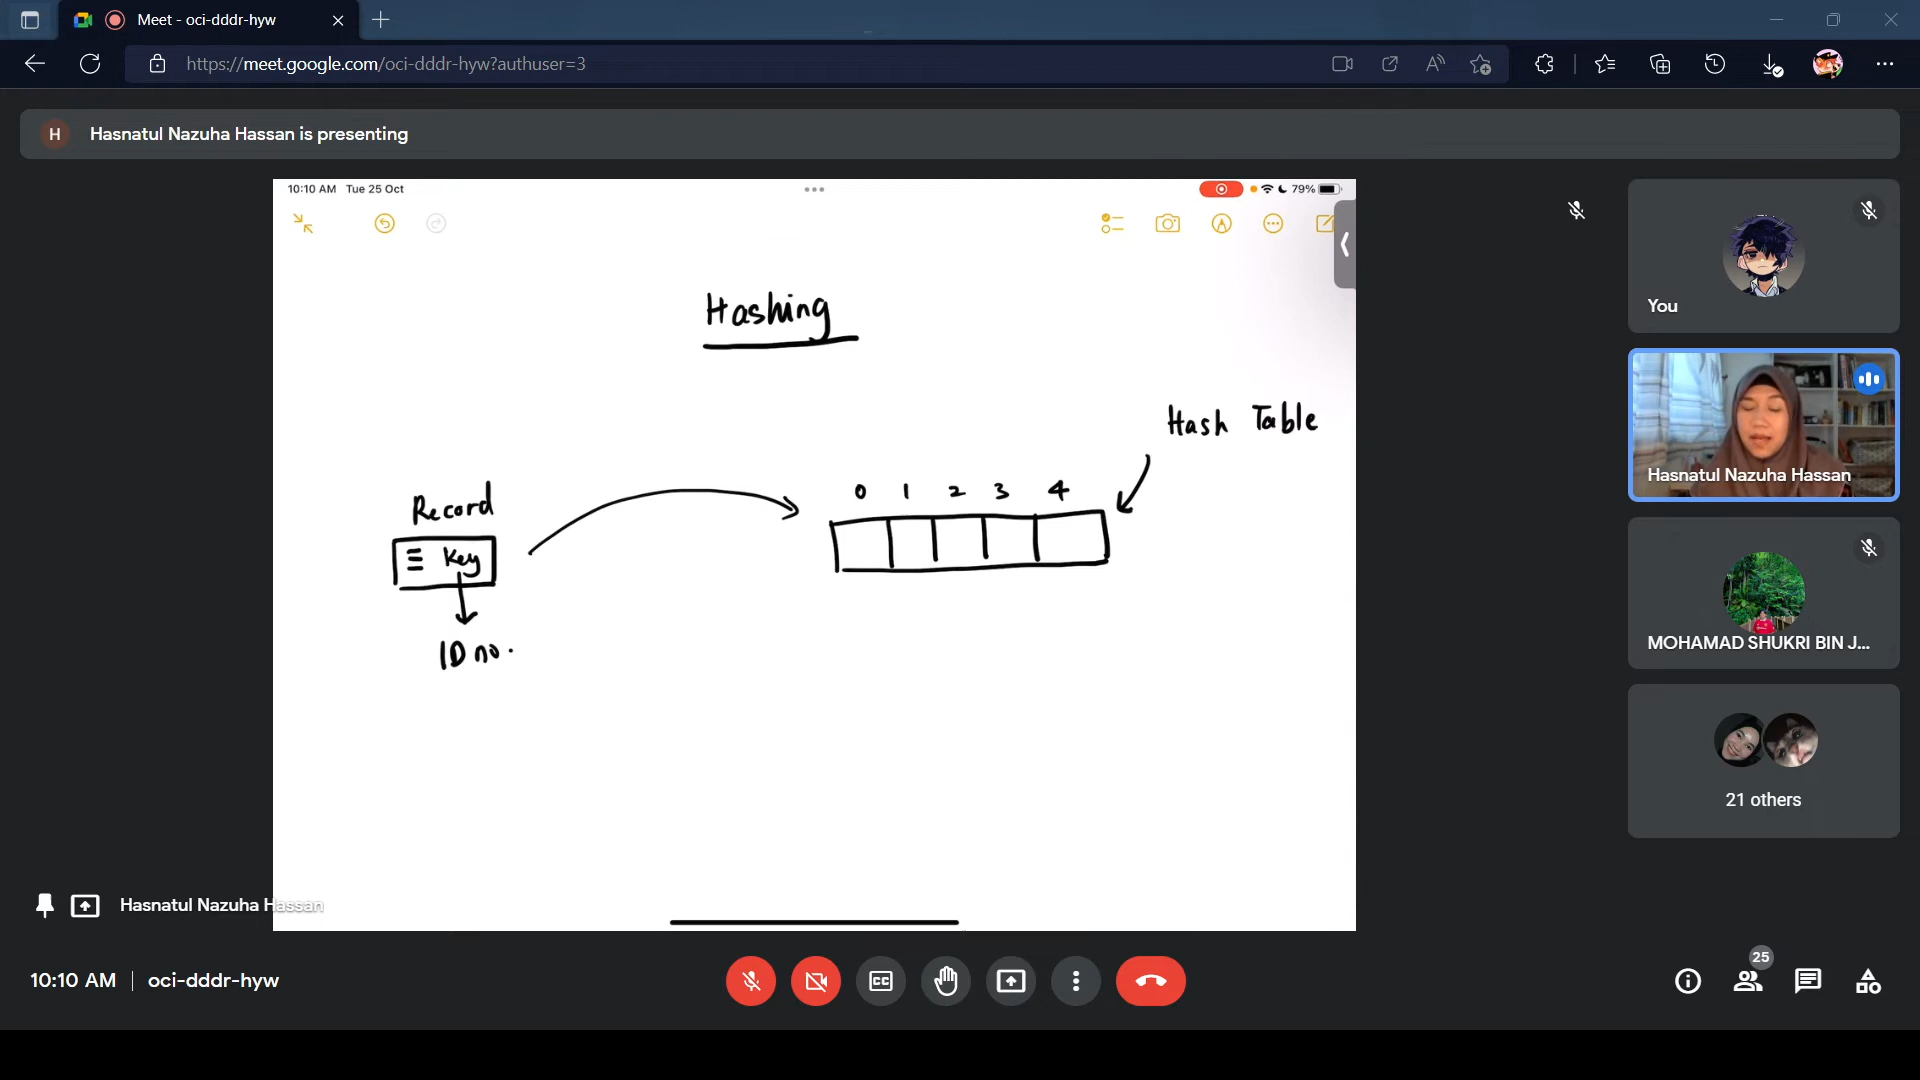 Meet - oci-dddr-hyw
https://meet.google.com/oci-dddr-hyw?authuser=3
H
Hasnatul Nazuha Hassan is presenting
10:10 AM Tue 25 Oct
79%
Hashing
Hash Table
0 1 2 3 4
Record
Key
ID no.
You
Hasnatul Nazuha Hassan
MOHAMAD SHUKRI BIN J...
21 others
Hasnatul Nazuha Hassan
10:10 AM
oci-dddr-hyw
CC
25